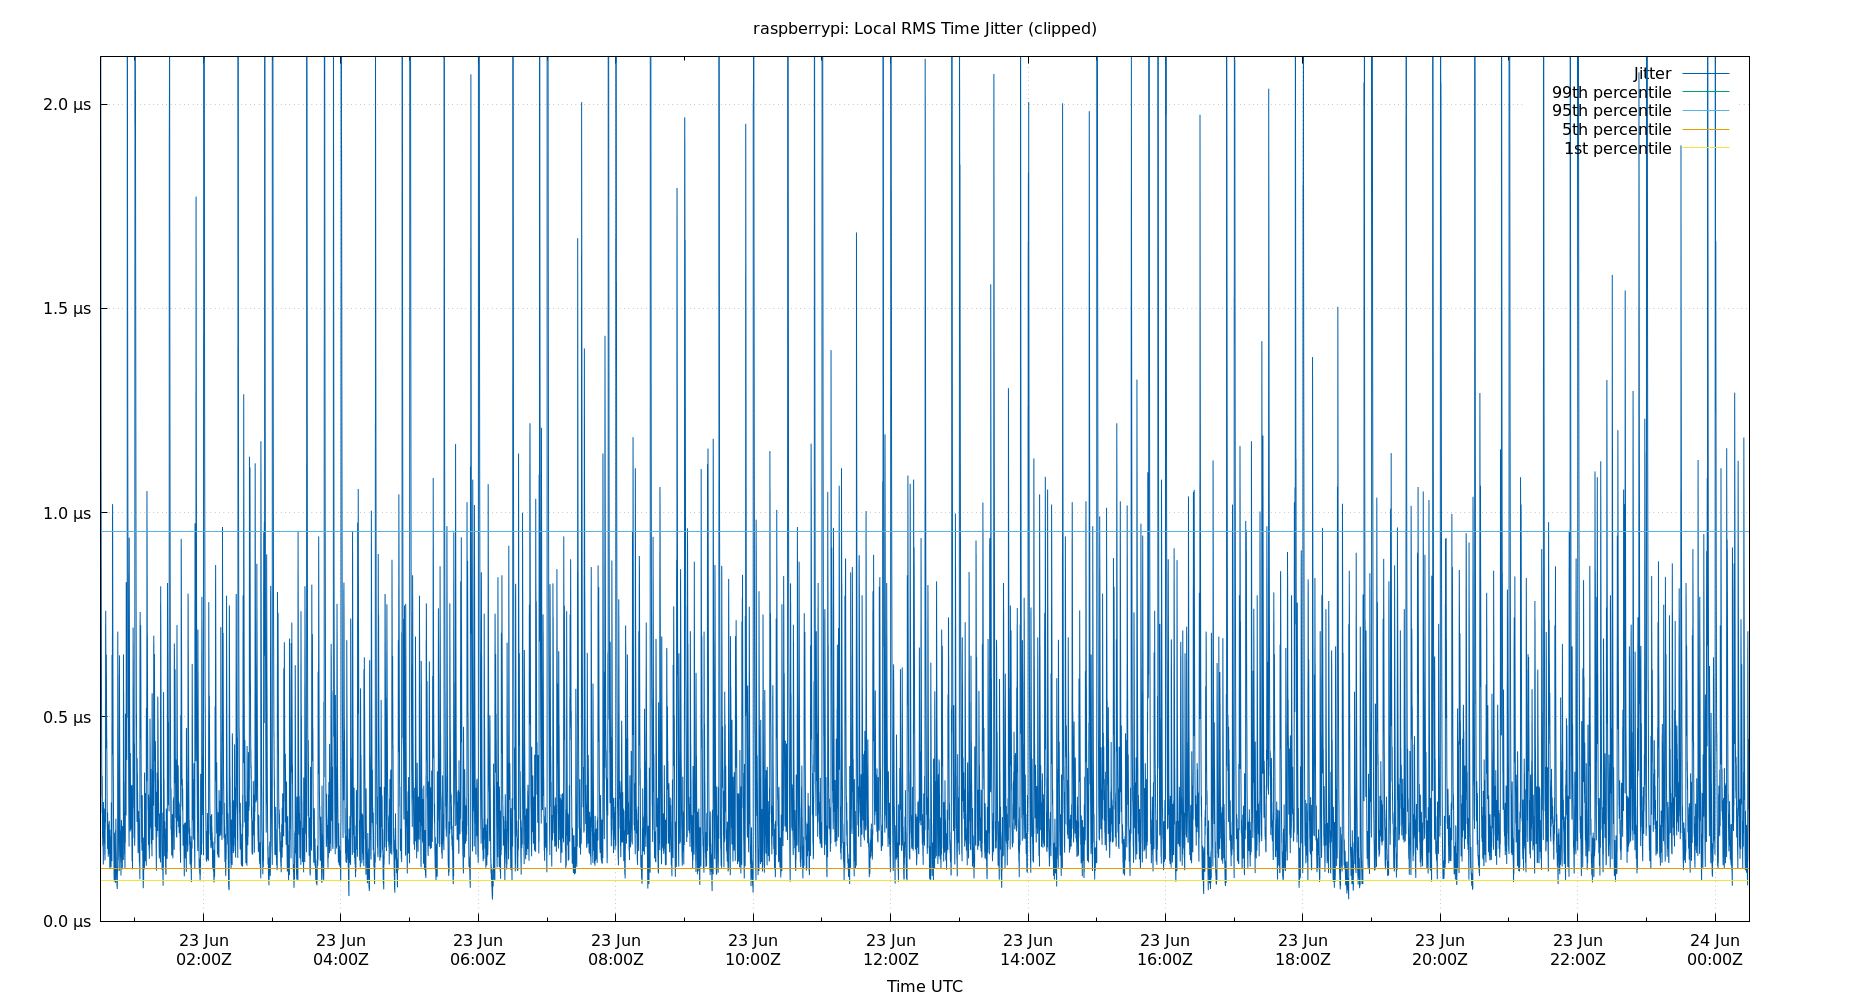 raspberrypi: Local RMS Time Jitter (clipped)
Jitter
99th percentile
95th percentile
5th percentile
1st percentile
2.0 µs
1.5 µs
1.0 µs
0.5 µs
0.0 µs
23 Jun 23 Jun 23 Jun 23 Jun 23 Jun 23 Jun 23 Jun 23 Jun 23 Jun 23 Jun 23 Jun 24 Jun
02:00Z 04:00Z 06:00Z 08:00Z 10:00Z 12:00Z 14:00Z 16:00Z 18:00Z 20:00Z 22:00Z 00:00Z
Time UTC